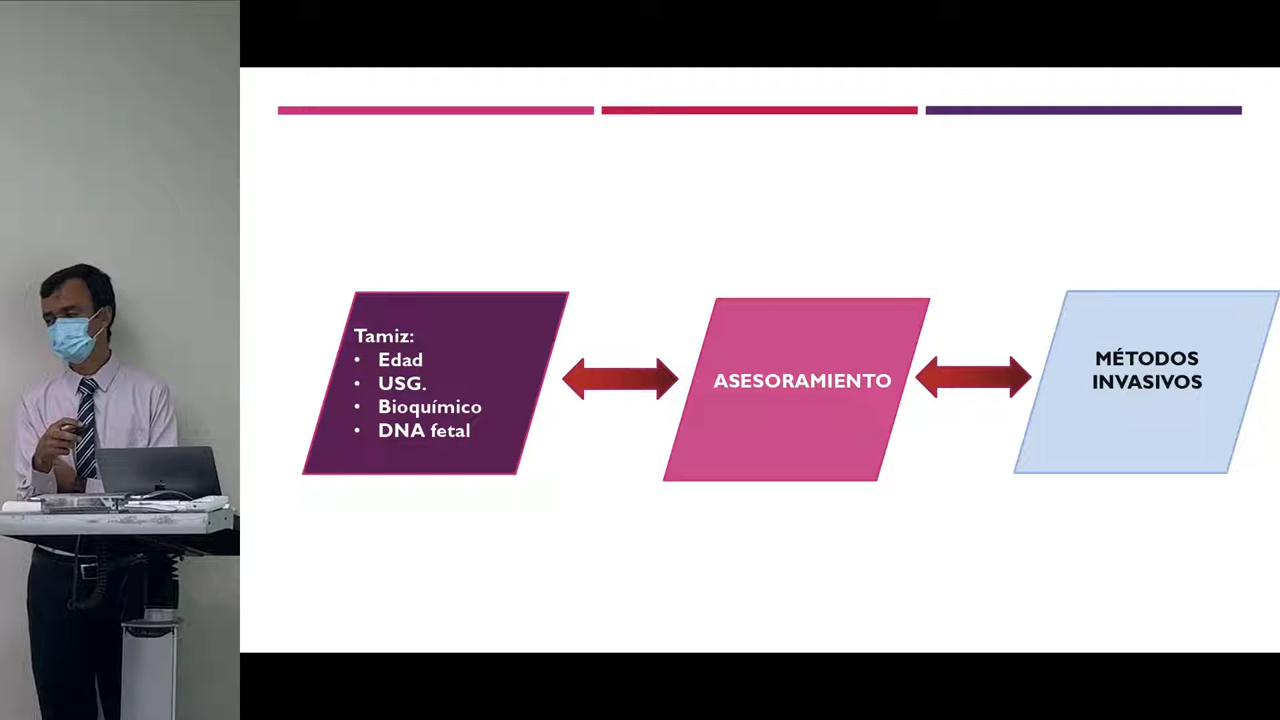 Tamiz:
• Edad
• USG.
• Bioquímico
• DNA fetal
ASESORAMIENTO
MÉTODOS
INVASIVOS